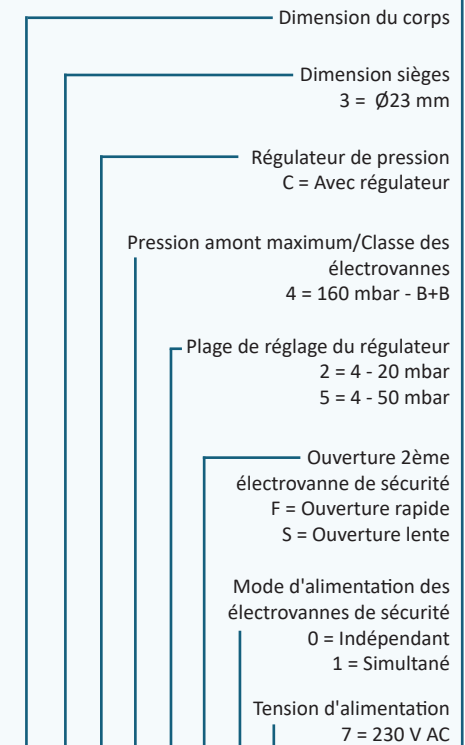 Dimension du corps
Dimension sièges
3 = Ø23 mm
Régulateur de pression
C = Avec régulateur
Pression amont maximum/Classe des
électrovannes
4 = 160 mbar - B+B
Plage de réglage du régulateur
2 = 4 - 20 mbar
5 = 4 - 50 mbar
Ouverture 2ème
électrovanne de sécurité
F = Ouverture rapide
S = Ouverture lente
Mode d'alimentation des
électrovannes de sécurité
0 = Indépendant
1 = Simultané
Tension d'alimentation
7 = 230 V AC